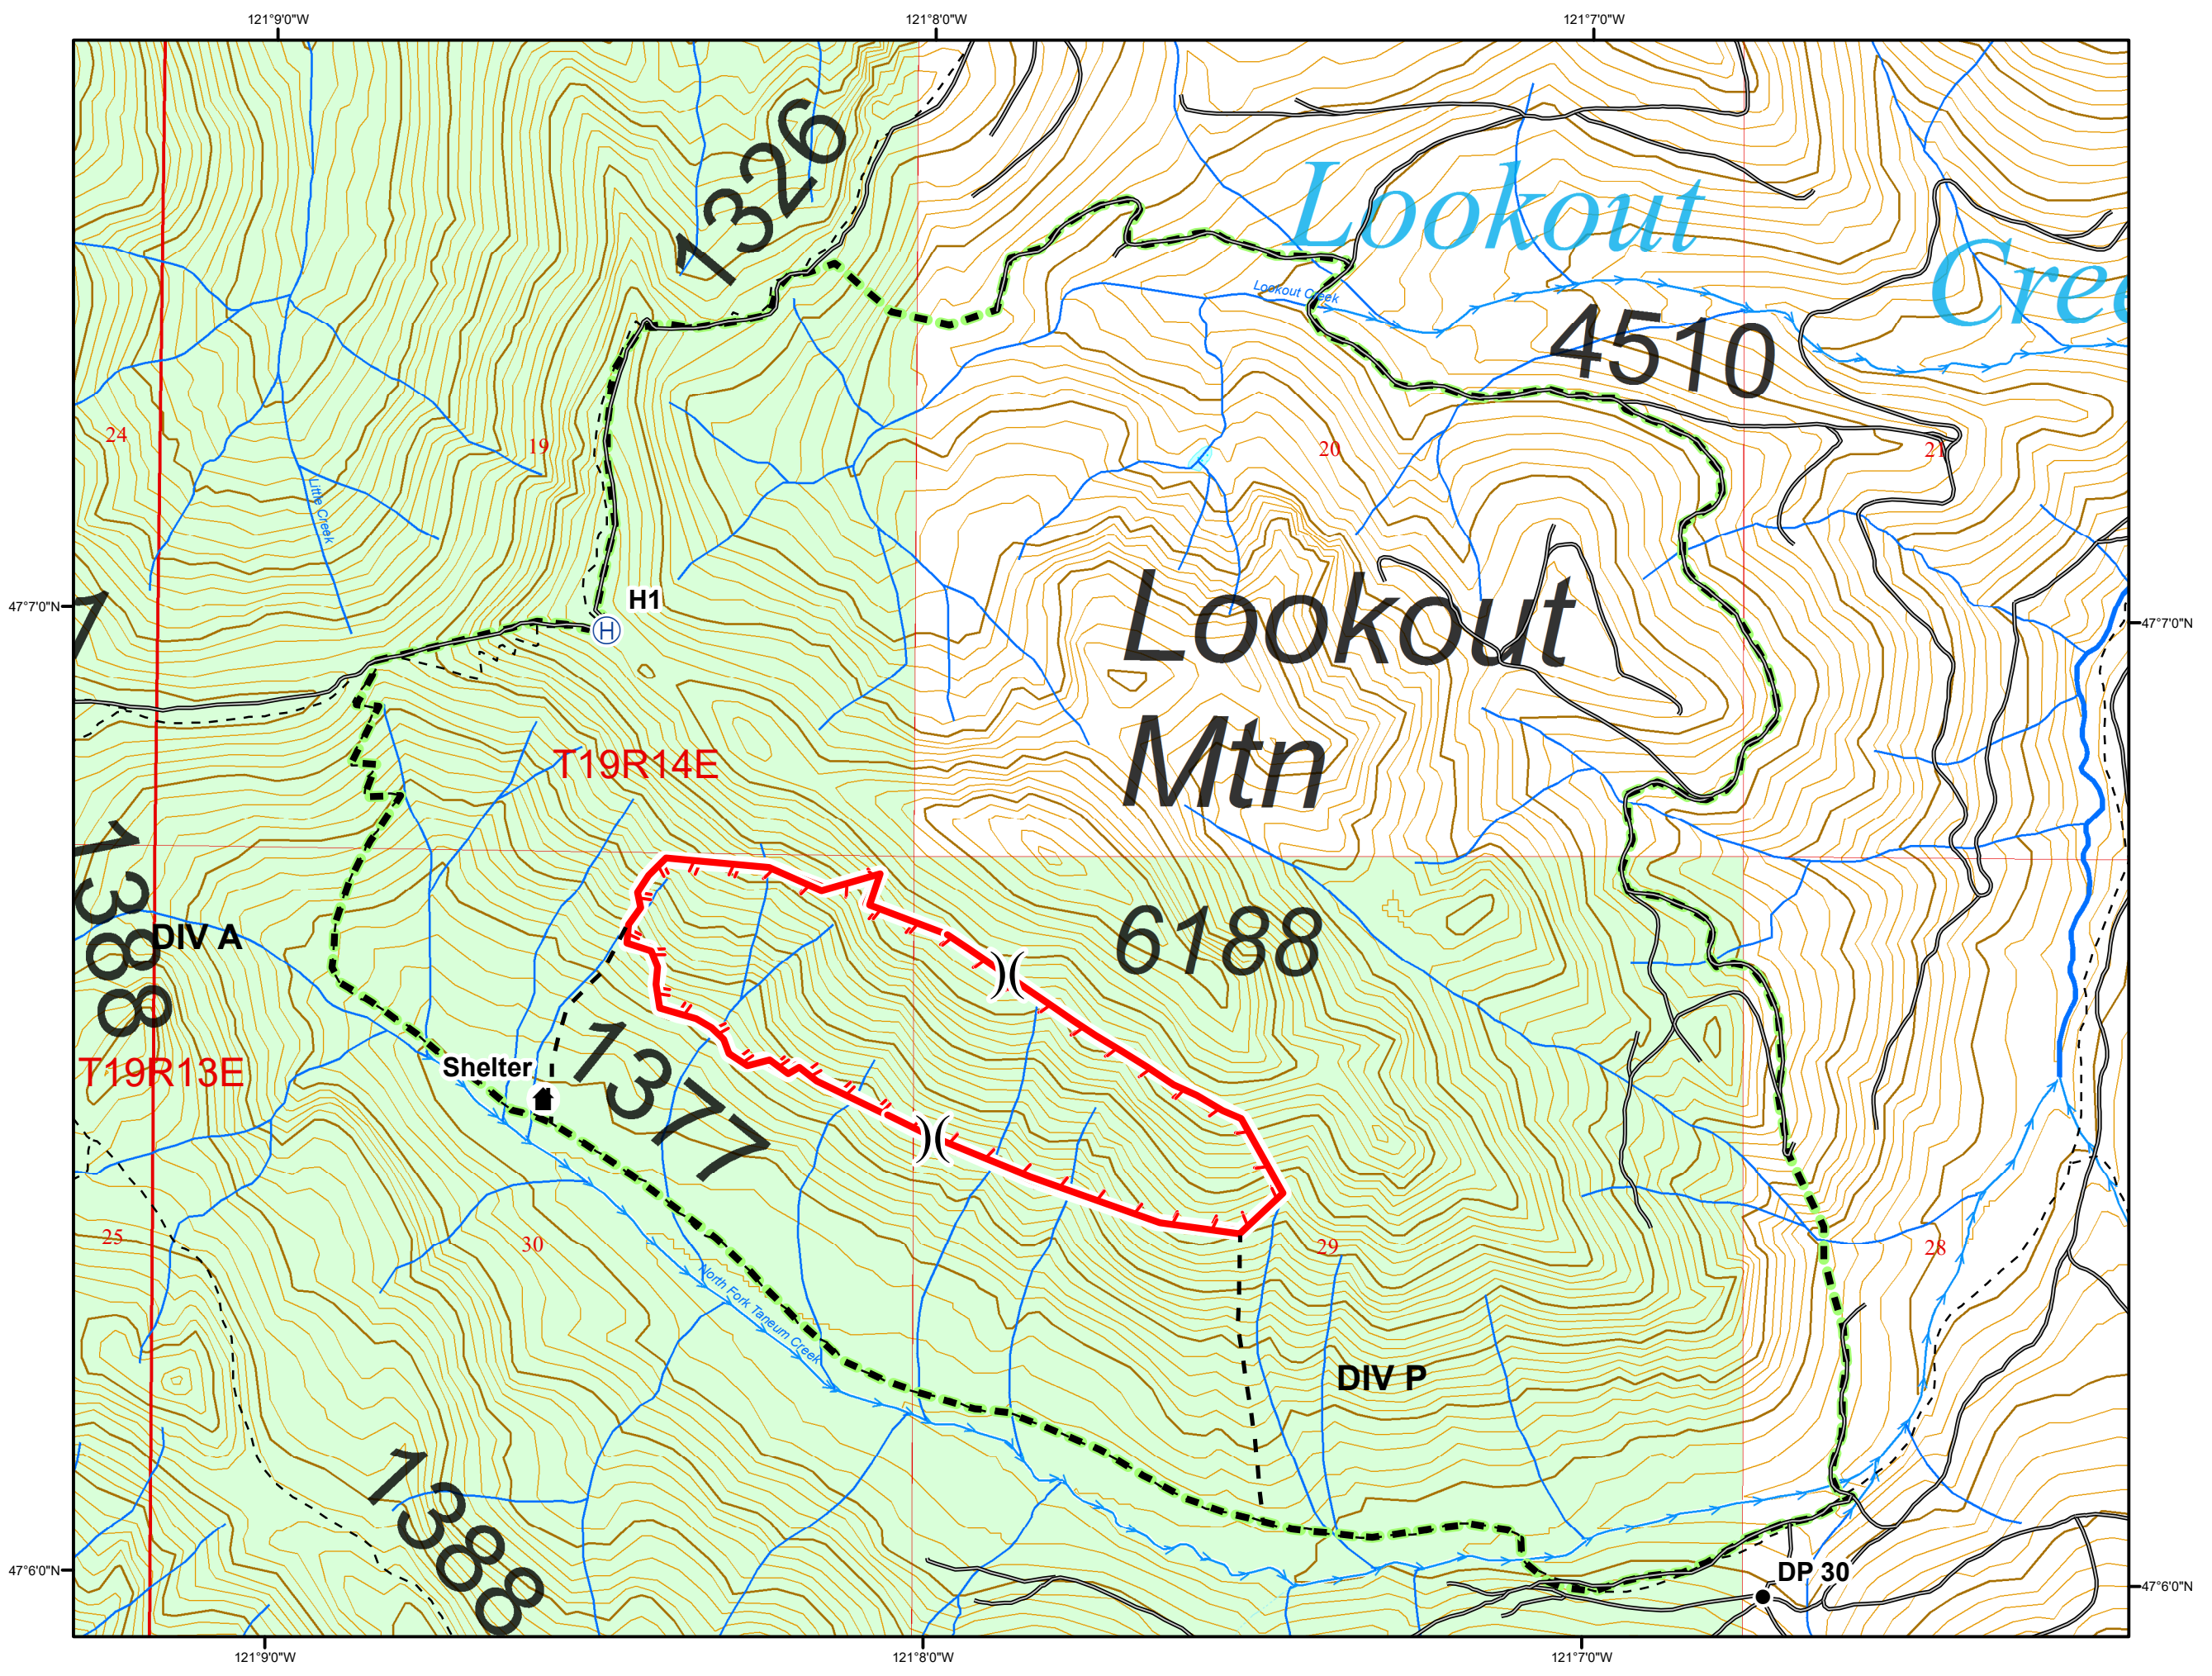 121°9'0"W
121°8'0"W
121°7'0"W
1326
Lookout
Cree
Lookout Creek
4510
24
19
20
21
Little Creek
47°7'0"N
1
H1
H
47°7'0"N
Lookout
Mtn
T19R14E
1388
DIV A
6188
T19R13E
Shelter
1377
25
30
29
28
North Fork Taneum Creek
DIV P
1388
47°6'0"N
DP 30
47°6'0"N
121°9'0"W
121°8'0"W
121°7'0"W